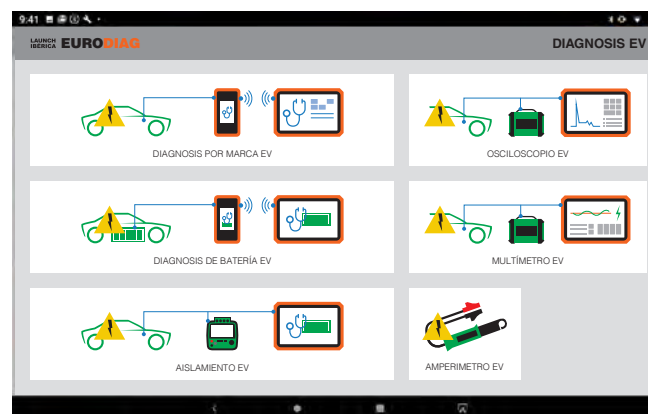 9:41
LAUNCH
IBÉRICA EURODIAG
DIAGNOSIS EV
DIAGNOSIS POR MARCA EV
OSCILOSCOPIO EV
DIAGNOSIS DE BATERÍA EV
MULTÍMETRO EV
AISLAMIENTO EV
AMPERIMETRO EV